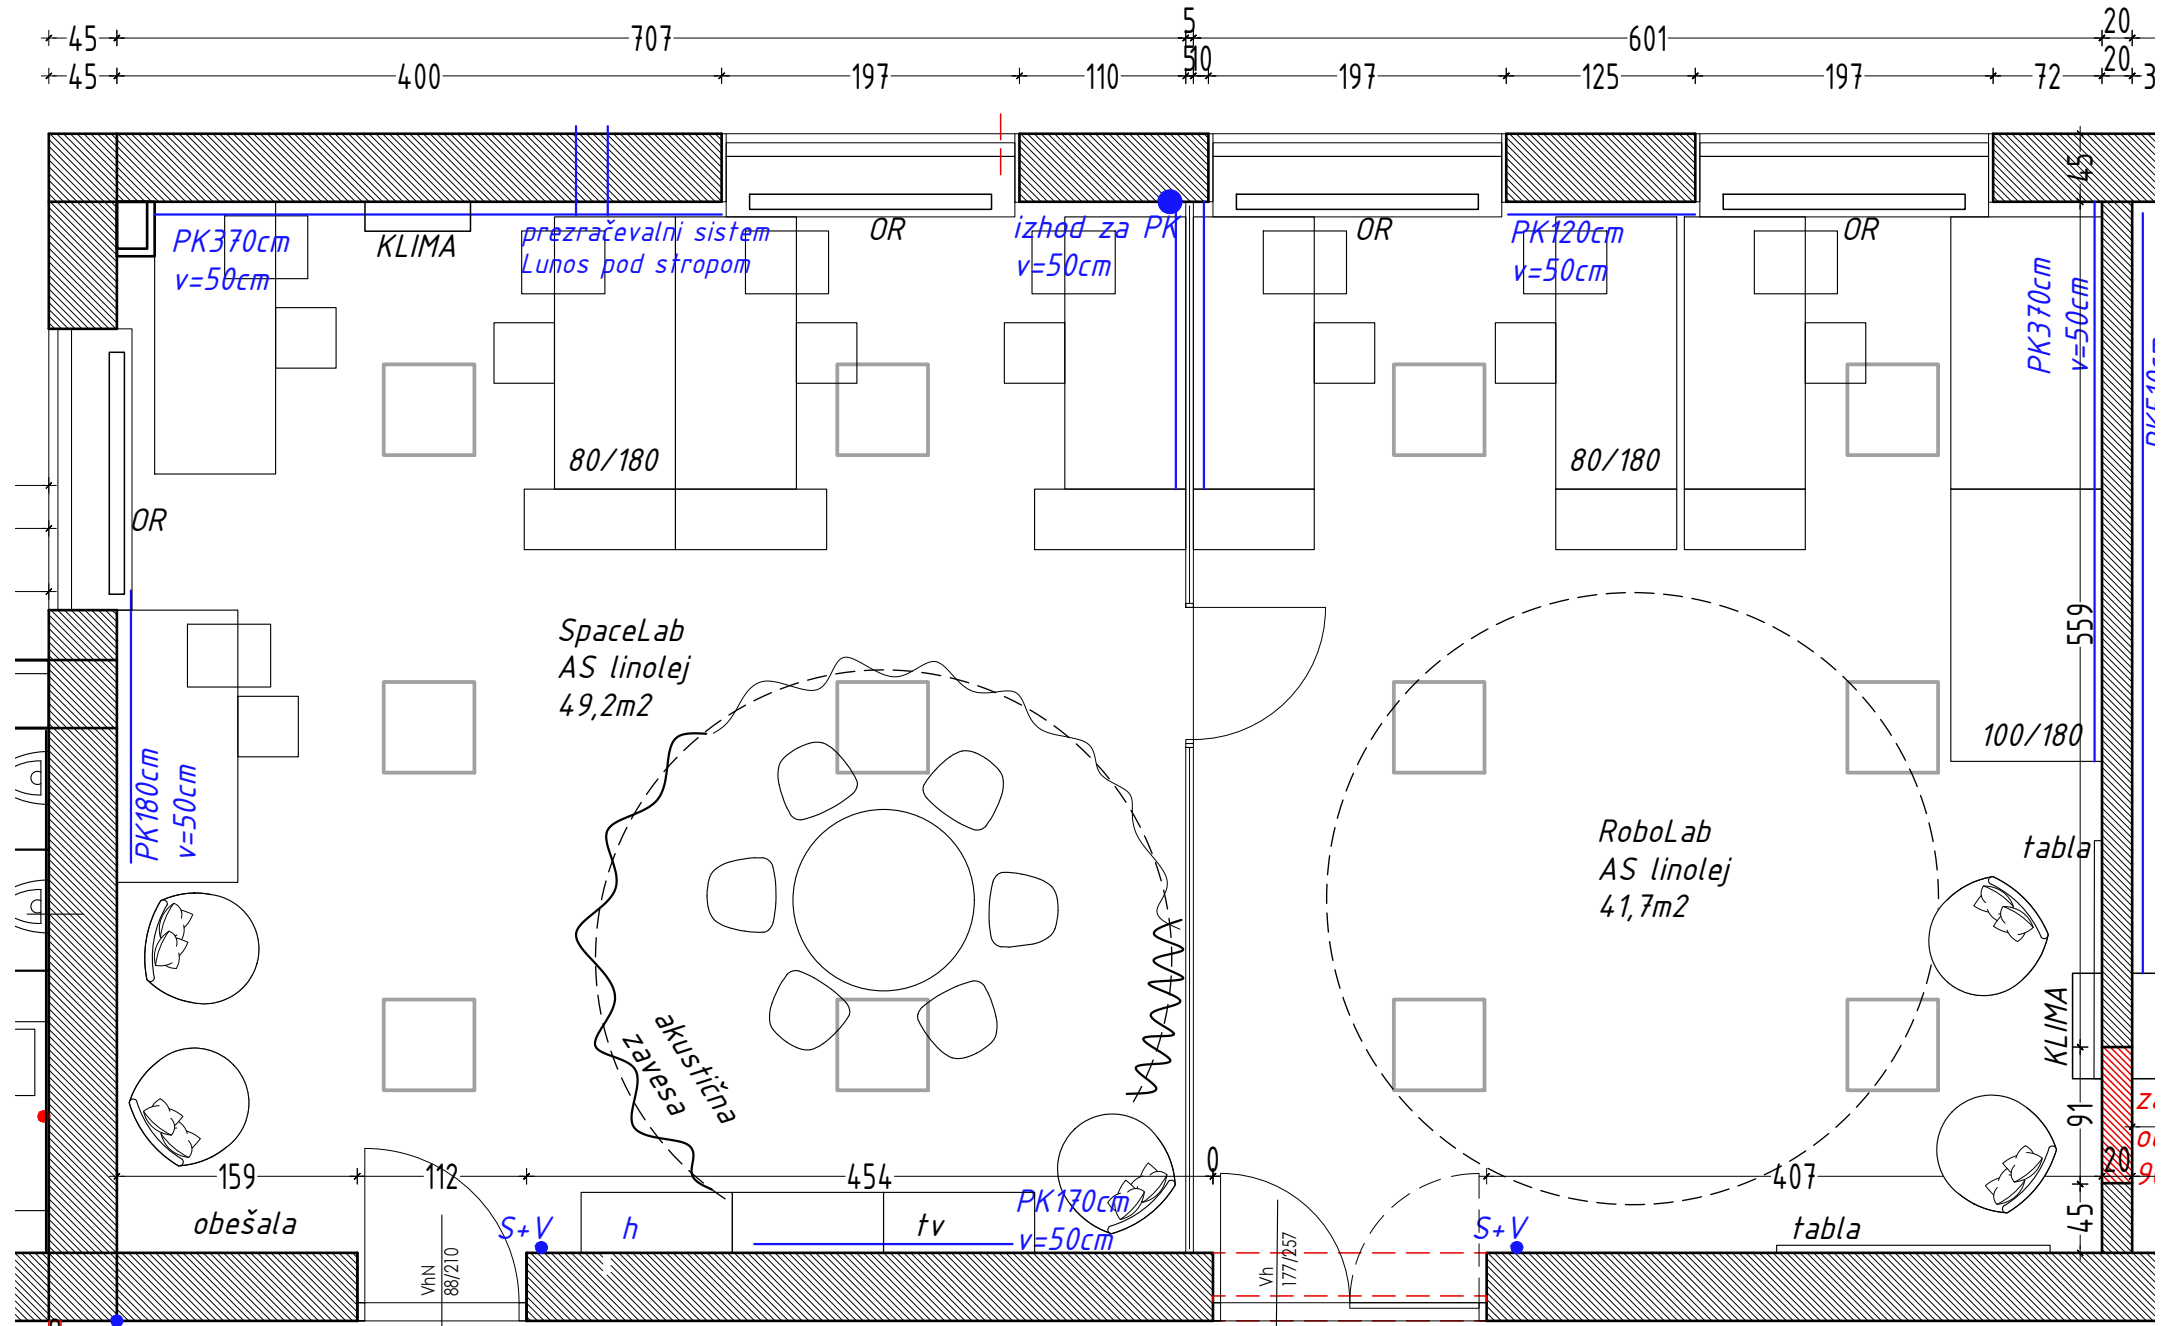 5
20
45
707
601
45
400
197
110
50
10
197
125
197
72
20
3
45
OR
izhod za PK
v=50cm
OR
PK120cm
v=50cm
OR
PK370cm
v=50cm
KLIMA
prezračevalni sistem
Lunos pod stropom
PK370cm
v=50cm
80/180
80/180
OR
559
SpaceLab
AS linolej
49,2m2
100/180
PK180cm
v=50cm
RoboLab
AS linolej
41,7m2
tabla
KLIMA
akustična
zavesa
91
159
112
454
0
407
20
45
obešala
S+V
h
tv
PK170cm
v=50cm
S+V
tabla
VhN
88/210
Vh
177/257